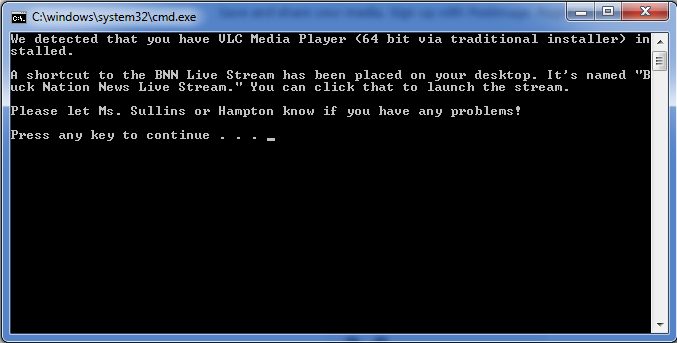 C:\windows\system32\cmd.exe
We detected that you have VLC Media Player (64 bit via traditional installer) in
stalled.
A shortcut to the BNN Live Stream has been placed on your desktop. It's named "B
uck Nation News Live Stream." You can click that to launch the stream.
Please let Ms. Sullins or Hampton know if you have any problems!
Press any key to continue . . . _